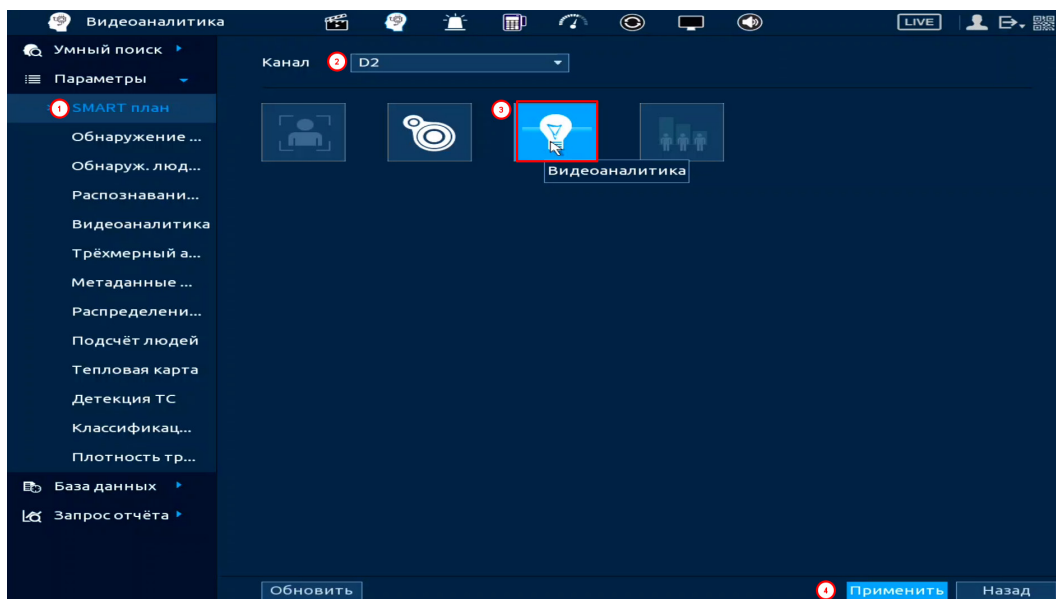 Видеоаналитика
LIVE
Умный поиск
Параметры
1 SMART план
Обнаружение ...
Обнаруж. люд...
Распознавани...
Видеоаналитика
Трёхмерный а...
Метаданные ...
Распределени...
Подсчёт людей
Тепловая карта
Детекция ТС
Классификац...
Плотность тр...
База данных
Запрос отчёта
Канал 2 D2
3
Видеоаналитика
Обновить
4 Применить
Назад